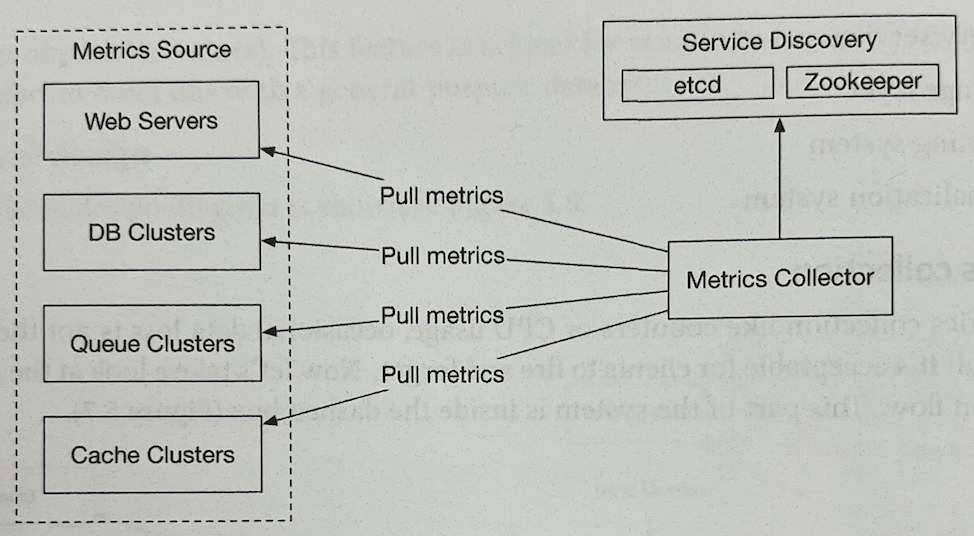 Metrics Source
Web Servers
DB Clusters
Queue Clusters
Cache Clusters
Pull metrics
Pull metrics
Pull metrics
Pull metrics
Service Discovery
etcd
Zookeeper
Metrics Collector